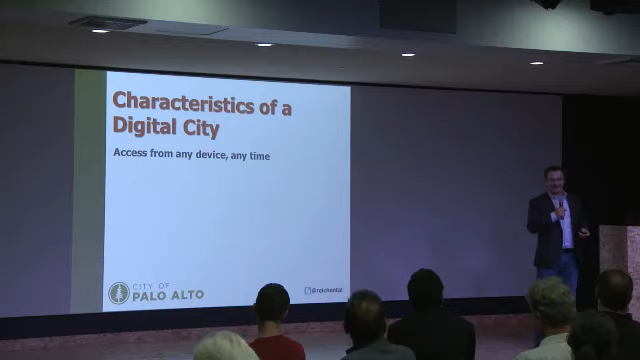 Characteristics of a
Digital City
Access from any device, any time
CITY OF
PALO ALTO
@reichental